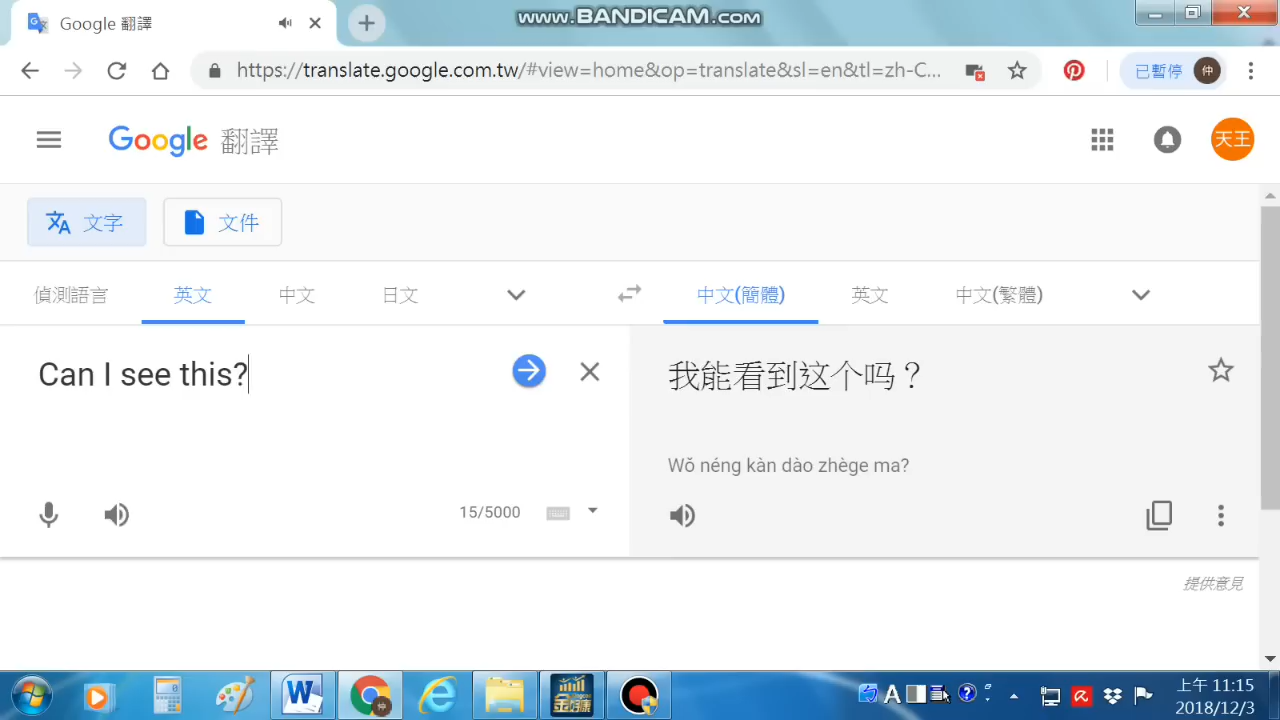 Google 翻譯
www.BANDICAM.com
https://translate.google.com.tw/#view=home&op=translate&sl=en&tl=zh-C...
已暫停
仲
Google 翻譯
天王
文字
文件
偵測語言
英文
中文
日文
中文(簡體)
英文
中文(繁體)
Can I see this?
我能看到这个吗？
Wǒ néng kàn dào zhège ma?
15/5000
提供意見
上午 11:15
2018/12/3